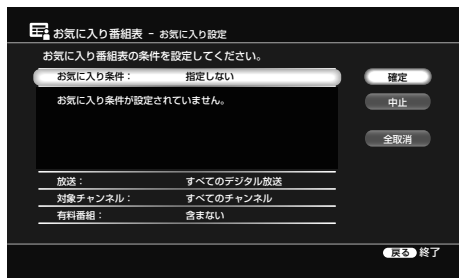 お気に入り番組表 - お気に入り設定
お気に入り番組表の条件を設定してください。
お気に入り条件： 指定しない
確定
お気に入り条件が設定されていません。
中止
全取消
放送： すべてのデジタル放送
対象チャンネル： すべてのチャンネル
有料番組： 含まない
戻る 終了